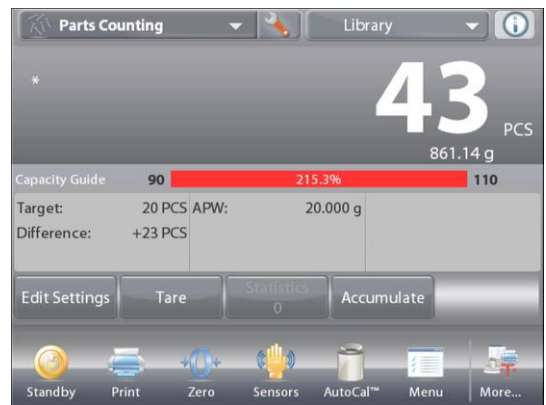 Parts Counting Library
*
43 PCS
861.14 g
Capacity Guide 90 215.3% 110
Target: 20 PCS APW: 20.000 g
Difference: +23 PCS
Edit Settings Tare Statistics Accumulate
0
Standby Print Zero Sensors AutoCal™ Menu More...